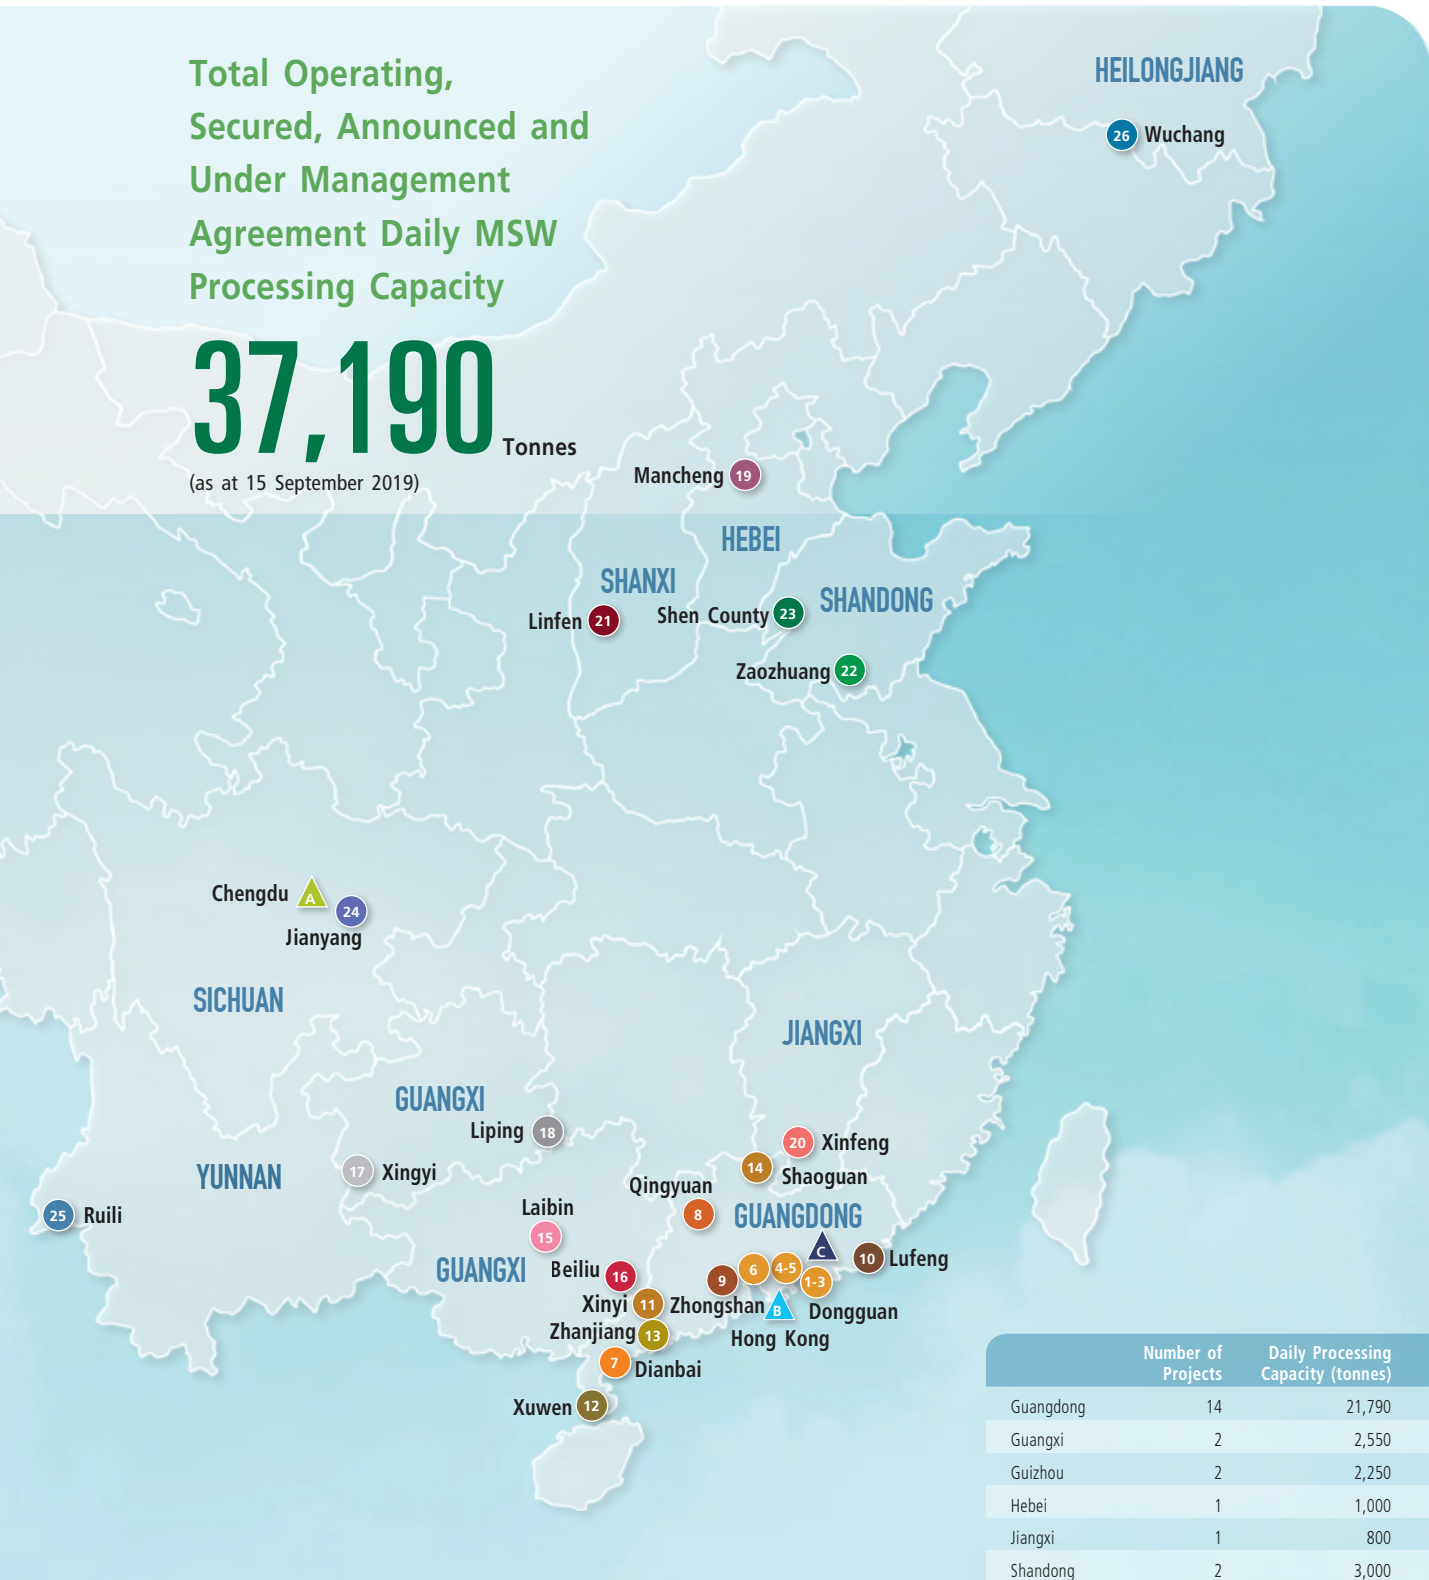 Total Operating,
Secured, Announced and
Under Management
Agreement Daily MSW
Processing Capacity
37,190 Tonnes
(as at 15 September 2019)
HEILONGJIANG
26 Wuchang
Mancheng 19
HEBEI
SHANXI
SHANDONG
Linfen 21
Shen County 23
Zaozhuang 22
Chengdu A
24
Jianyang
SICHUAN
JIANGXI
GUANGXI
Liping 18
20 Xinfeng
YUNNAN
17 Xingyi
14 Shaoguan
Qingyuan
8
25 Ruili
Laibin
15
GUANGDONG
C
10 Lufeng
GUANGXI
Beiliu 16
9
6
4-5
1-3
Xinyi 11
Zhongshan
B
Dongguan
Zhanjiang 13
Hong Kong
7 Dianbai
Xuwen 12
Number of Projects Daily Processing Capacity (tonnes)
Guangdong 14 21,790
Guangxi 2 2,550
Guizhou 2 2,250
Hebei 1 1,000
Jiangxi 1 800
Shandong 2 3,000